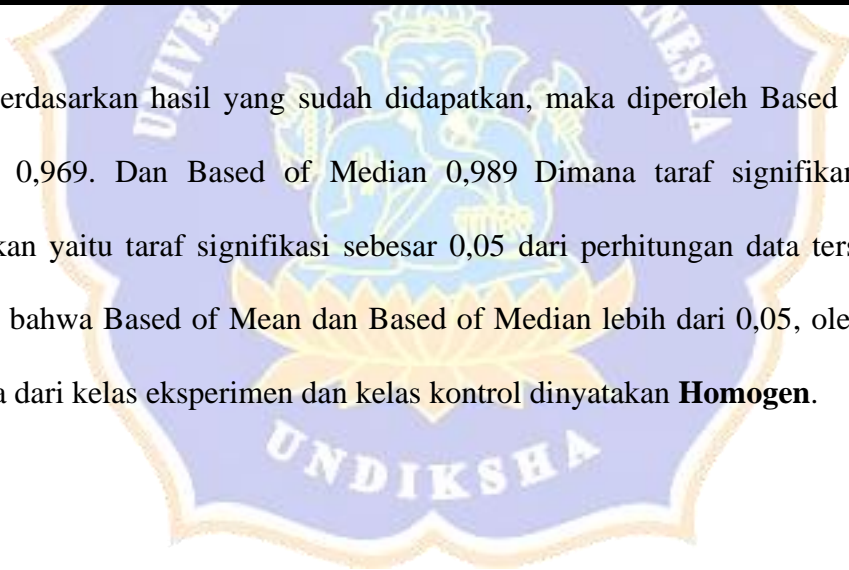 UNIVER NESHA
erdasarkan hasil yang sudah didapatkan, maka diperoleh Based
0,969. Dan Based of Median 0,989 Dimana taraf signifikan
kan yaitu taraf signifikasi sebesar 0,05 dari perhitungan data ters
bahwa Based of Mean dan Based of Median lebih dari 0,05, ole
a dari kelas eksperimen dan kelas kontrol dinyatakan Homogen.
UNDIKSHA